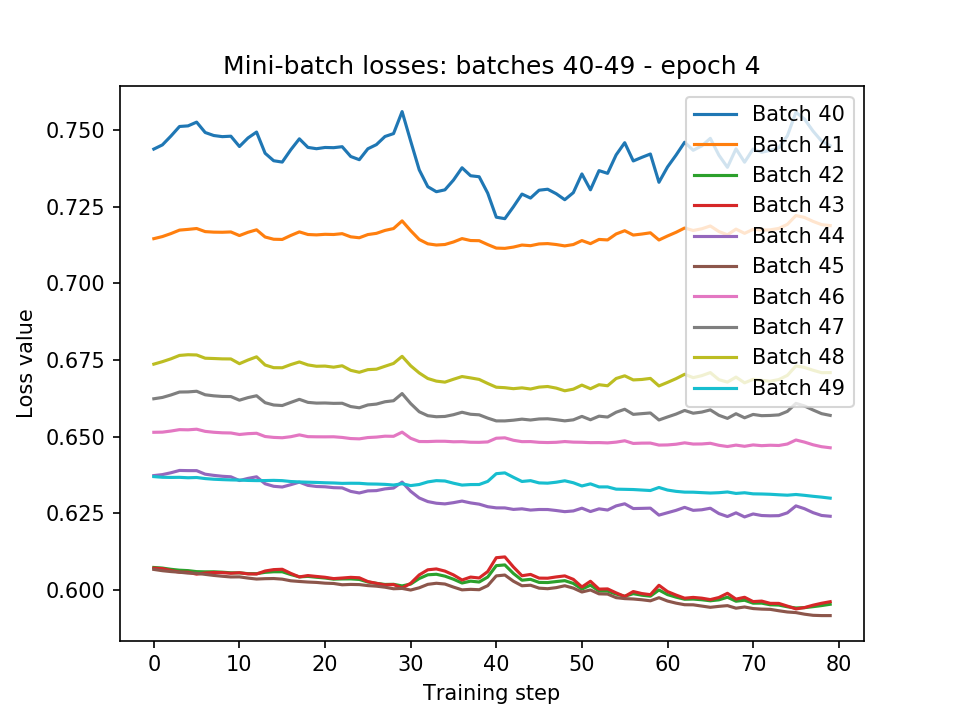 Mini-batch losses: batches 40-49 - epoch 4
0.750
0.725
0.700
0.675
0.650
0.625
0.600
Loss value
0
10
20
30
40
50
60
70
80
Training step
Batch 40
Batch 41
Batch 42
Batch 43
Batch 44
Batch 45
Batch 46
Batch 47
Batch 48
Batch 49